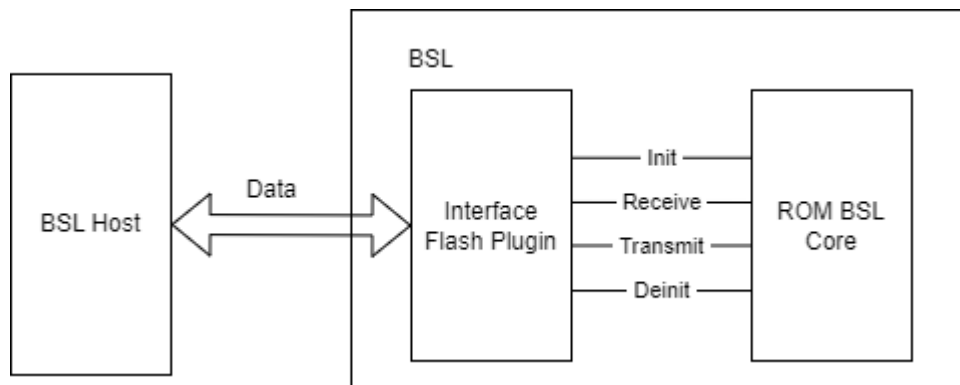 BSL
BSL Host
Data
Interface
Flash Plugin
Init
Receive
Transmit
Deinit
ROM BSL
Core